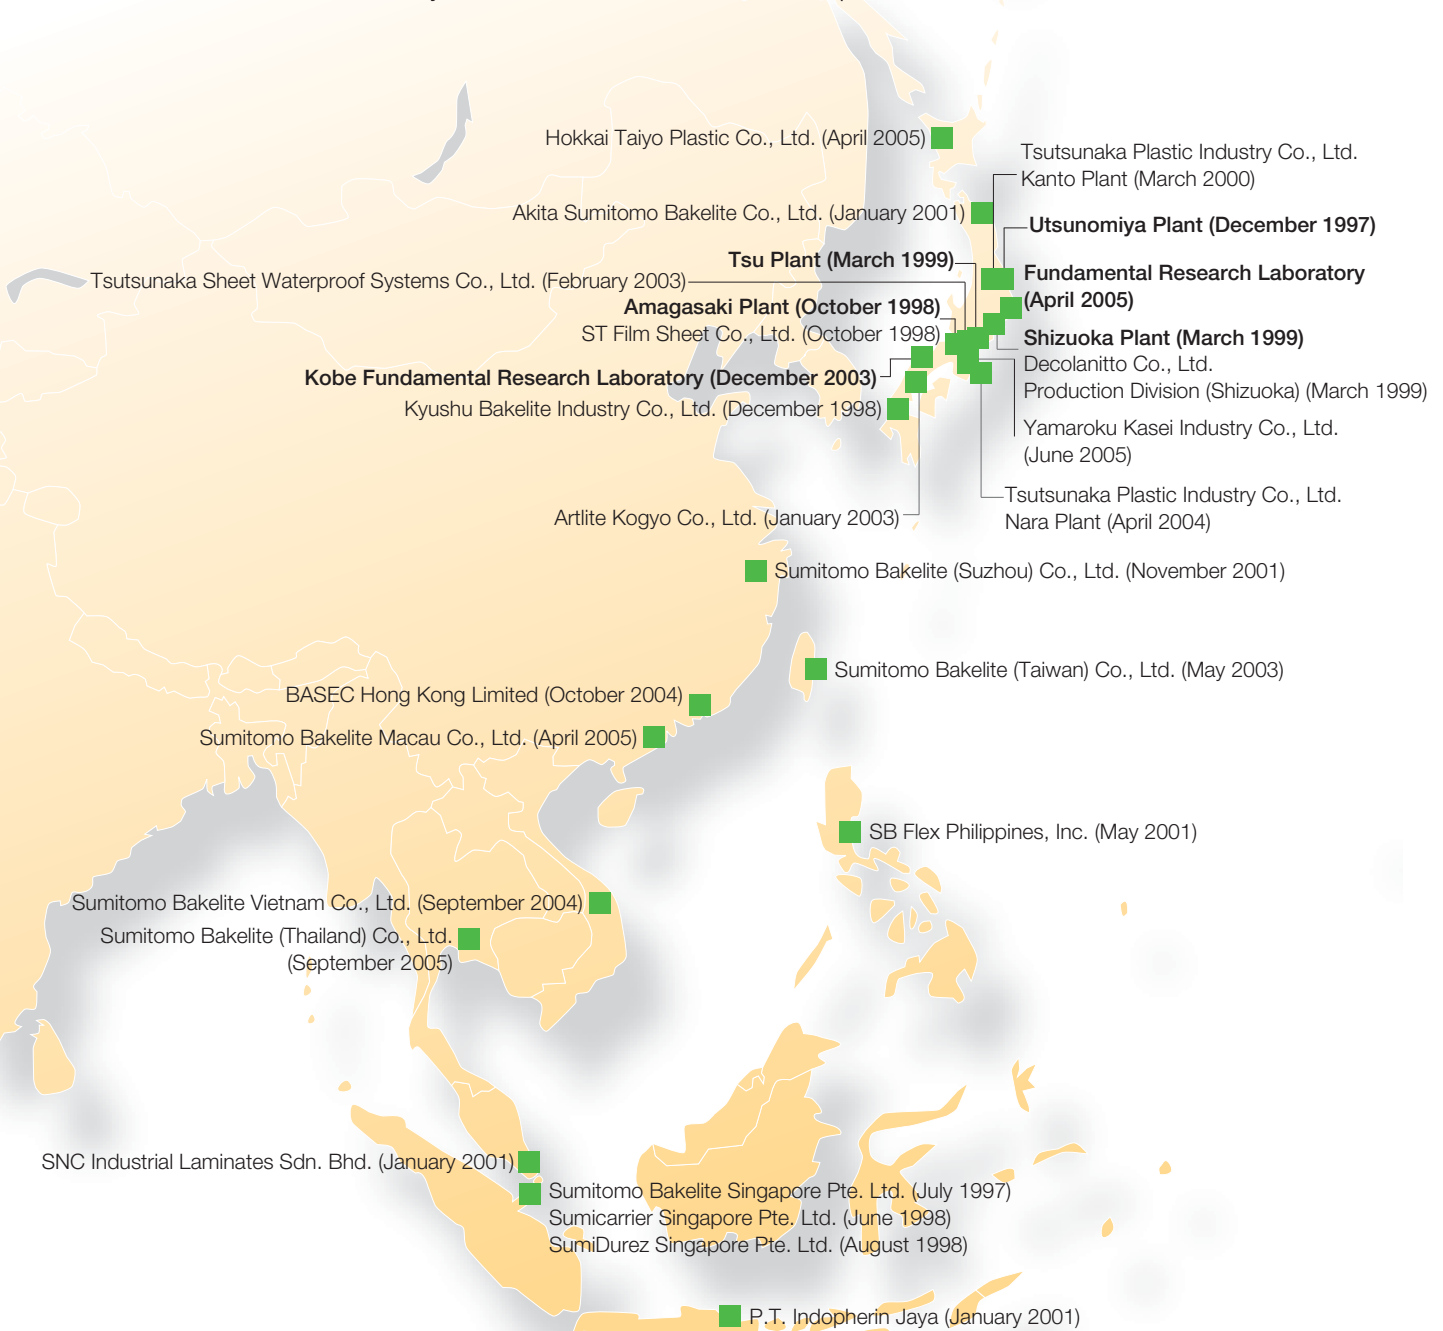 Hokkai Taiyo Plastic Co., Ltd. (April 2005)
Tsutsunaka Plastic Industry Co., Ltd.
Kanto Plant (March 2000)
Akita Sumitomo Bakelite Co., Ltd. (January 2001)
Utsunomiya Plant (December 1997)
Tsu Plant (March 1999)
Tsutsunaka Sheet Waterproof Systems Co., Ltd. (February 2003)
Fundamental Research Laboratory
(April 2005)
Amagasaki Plant (October 1998)
ST Film Sheet Co., Ltd. (October 1998)
Shizuoka Plant (March 1999)
Decolanitto Co., Ltd.
Production Division (Shizuoka) (March 1999)
Kobe Fundamental Research Laboratory (December 2003)
Kyushu Bakelite Industry Co., Ltd. (December 1998)
Yamaroku Kasei Industry Co., Ltd.
(June 2005)
Tsutsunaka Plastic Industry Co., Ltd.
Nara Plant (April 2004)
Artlite Kogyo Co., Ltd. (January 2003)
Sumitomo Bakelite (Suzhou) Co., Ltd. (November 2001)
Sumitomo Bakelite (Taiwan) Co., Ltd. (May 2003)
BASEC Hong Kong Limited (October 2004)
Sumitomo Bakelite Macau Co., Ltd. (April 2005)
SB Flex Philippines, Inc. (May 2001)
Sumitomo Bakelite Vietnam Co., Ltd. (September 2004)
Sumitomo Bakelite (Thailand) Co., Ltd.
(September 2005)
SNC Industrial Laminates Sdn. Bhd. (January 2001)
Sumitomo Bakelite Singapore Pte. Ltd. (July 1997)
Sumicarrier Singapore Pte. Ltd. (June 1998)
SumiDurez Singapore Pte. Ltd. (August 1998)
P.T. Indopherin Jaya (January 2001)